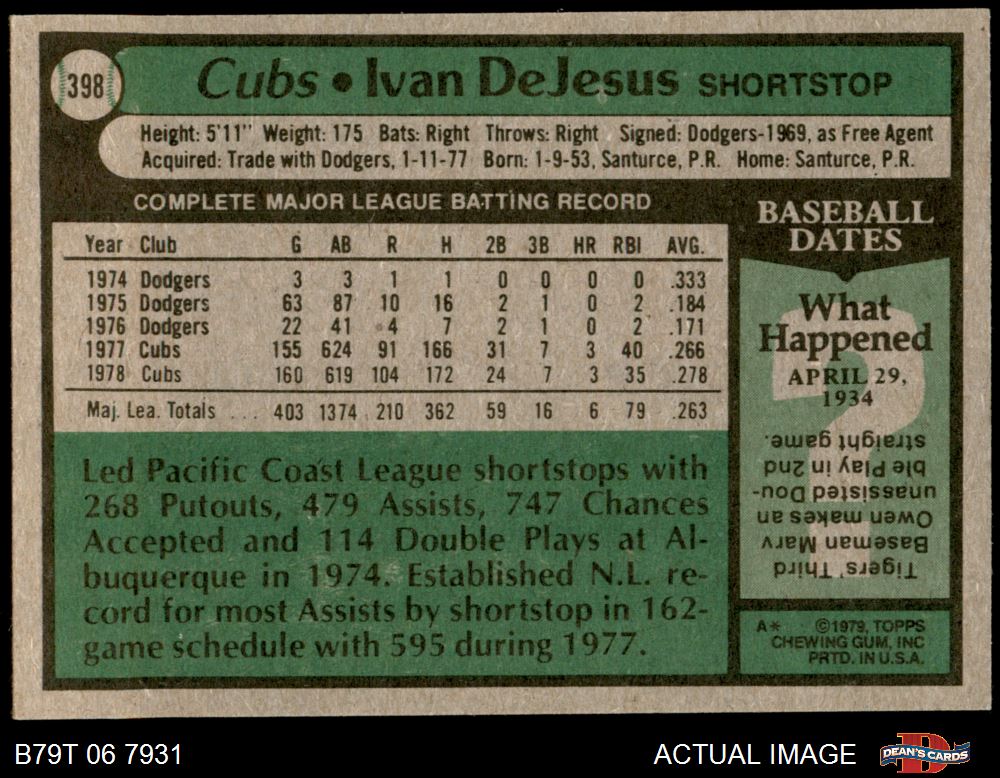 398
Cubs • Ivan DeJesus SHORTSTOP
Height: 5'11" Weight: 175 Bats: Right Throws: Right Signed: Dodgers-1969, as Free Agent
Acquired: Trade with Dodgers, 1-11-77 Born: 1-9-53, Santurce, P.R. Home: Santurce, P.R.
COMPLETE MAJOR LEAGUE BATTING RECORD
Year Club G AB R H 2B 3B HR RBI AVG.
1974 Dodgers 3 3 1 1 0 0 0 0 .333
1975 Dodgers 63 87 10 16 2 1 0 2 .184
1976 Dodgers 22 41 4 7 2 1 0 2 .171
1977 Cubs 155 624 91 166 31 7 3 40 .266
1978 Cubs 160 619 104 172 24 7 3 35 .278
Maj. Lea. Totals ... 403 1374 210 362 59 16 6 79 .263
Led Pacific Coast League shortstops with
268 Putouts, 479 Assists, 747 Chances
Accepted and 114 Double Plays at Al-
buquerque in 1974. Established N.L. re-
cord for most Assists by shortstop in 162-
game schedule with 595 during 1977.
BASEBALL
DATES
What
Happened
APRIL 29,
1934
Tigers' Third
Baseman Marv
Owen makes an
unassisted Dou-
ble Play in 2nd
straight game.
A* ©1979, TOPPS
CHEWING GUM, INC
PRTD. IN U.S.A.
B79T 06 7931
ACTUAL IMAGE
DEAN'S CARDS